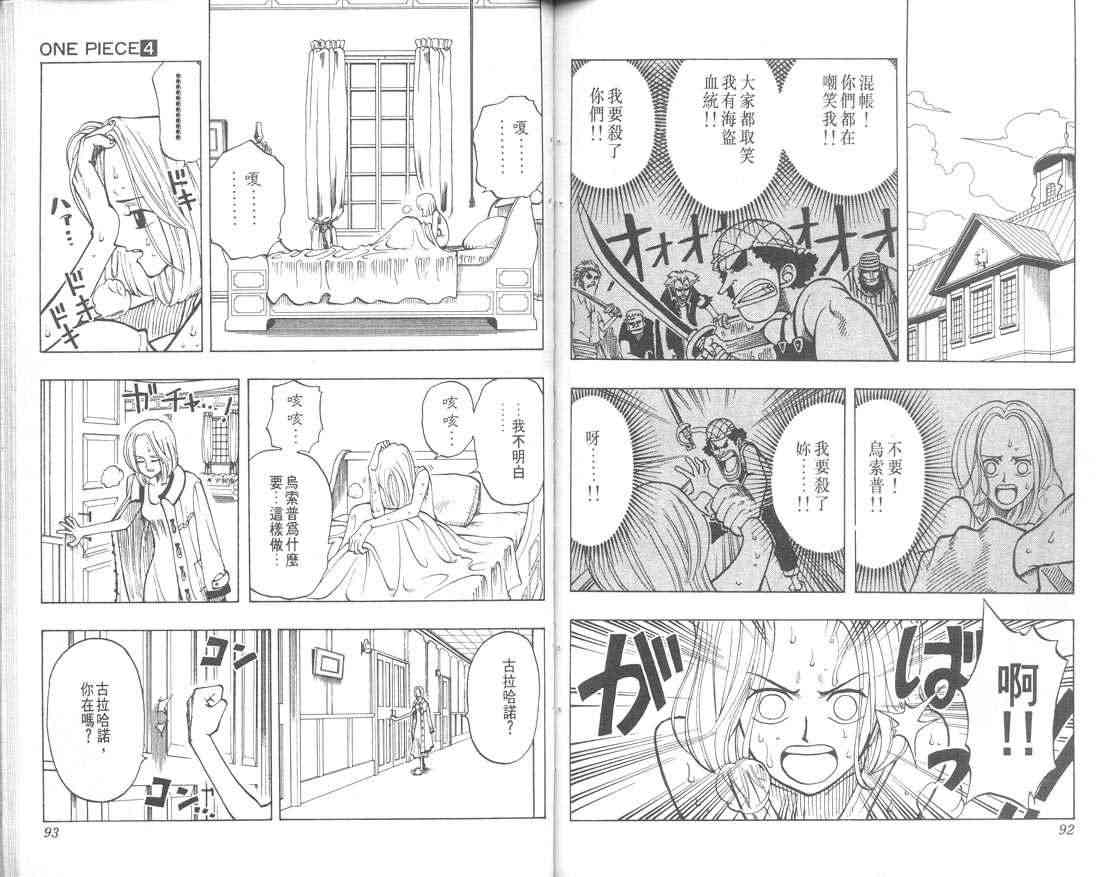 混帳！
你們都在
嘲笑我!!
大家都取笑
我有海盜
血統!!
我要殺了
你們!!
オオオオオオ
不要！
烏索普!!
我要殺了
妳……!!
呀……!!
啊!!
がばっ
92
ONE PIECE 4
……嗄……
……嗄……
…………
ドキ
ハァ…
ドキドキ
…我不明白
咳…
咳…
咳…
咳…
烏索普為什麼
要…這樣做…
ガチャ…！
古拉哈諾……？
コン
コン…
古拉哈諾，
你在嗎？
93